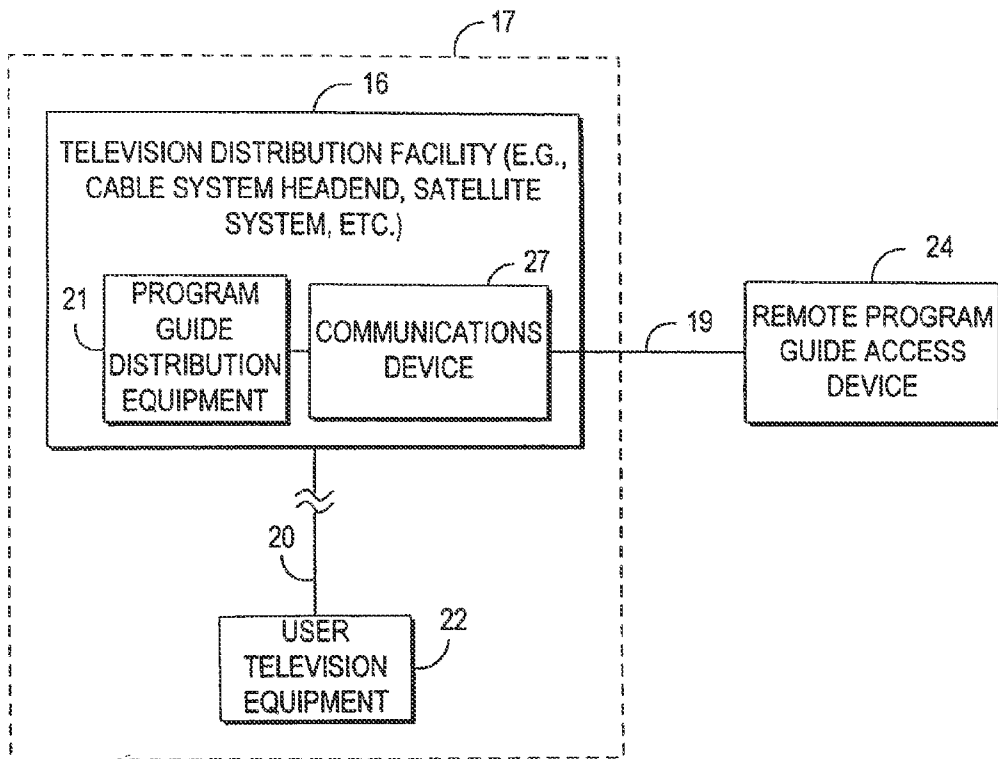 17
16
TELEVISION DISTRIBUTION FACILITY (E.G.,
CABLE SYSTEM HEADEND, SATELLITE
SYSTEM, ETC.)
21
PROGRAM
GUIDE
DISTRIBUTION
EQUIPMENT
27
COMMUNICATIONS
DEVICE
19
24
REMOTE PROGRAM
GUIDE ACCESS
DEVICE
20
22
USER
TELEVISION
EQUIPMENT